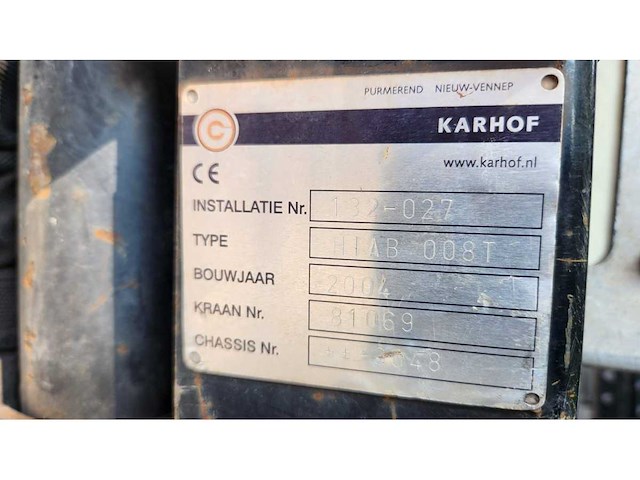 PURMEREND NIEUW-VENNEP
C
KARHOF
www.karhof.nl
CE
INSTALLATIE Nr. 132-027
TYPE HIAB 008T
BOUWJAAR 2004
KRAAN Nr. 81069
CHASSIS Nr.